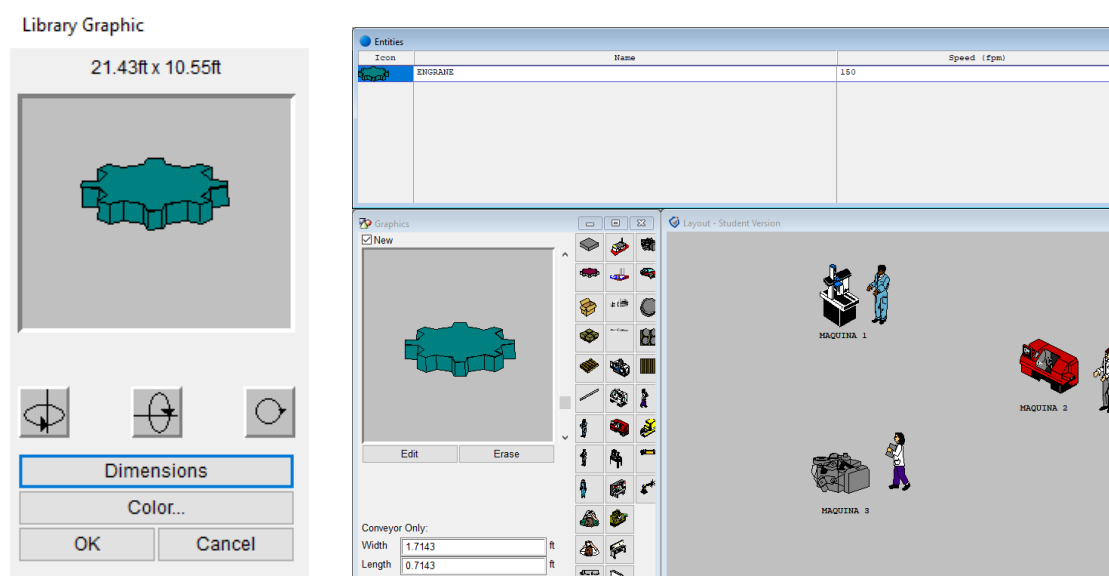 Library Graphic
21.43ft x 10.55ft
Dimensions
Color...
OK Cancel
Entities
Icon Name Speed (fpm)
ENGRANE 150
Graphics
New
Edit Erase
Conveyor Only:
Width 1.7143 ft
Length 0.7143 ft
Layout - Student Version
MAQUINA 1
MAQUINA 2
MAQUINA 3